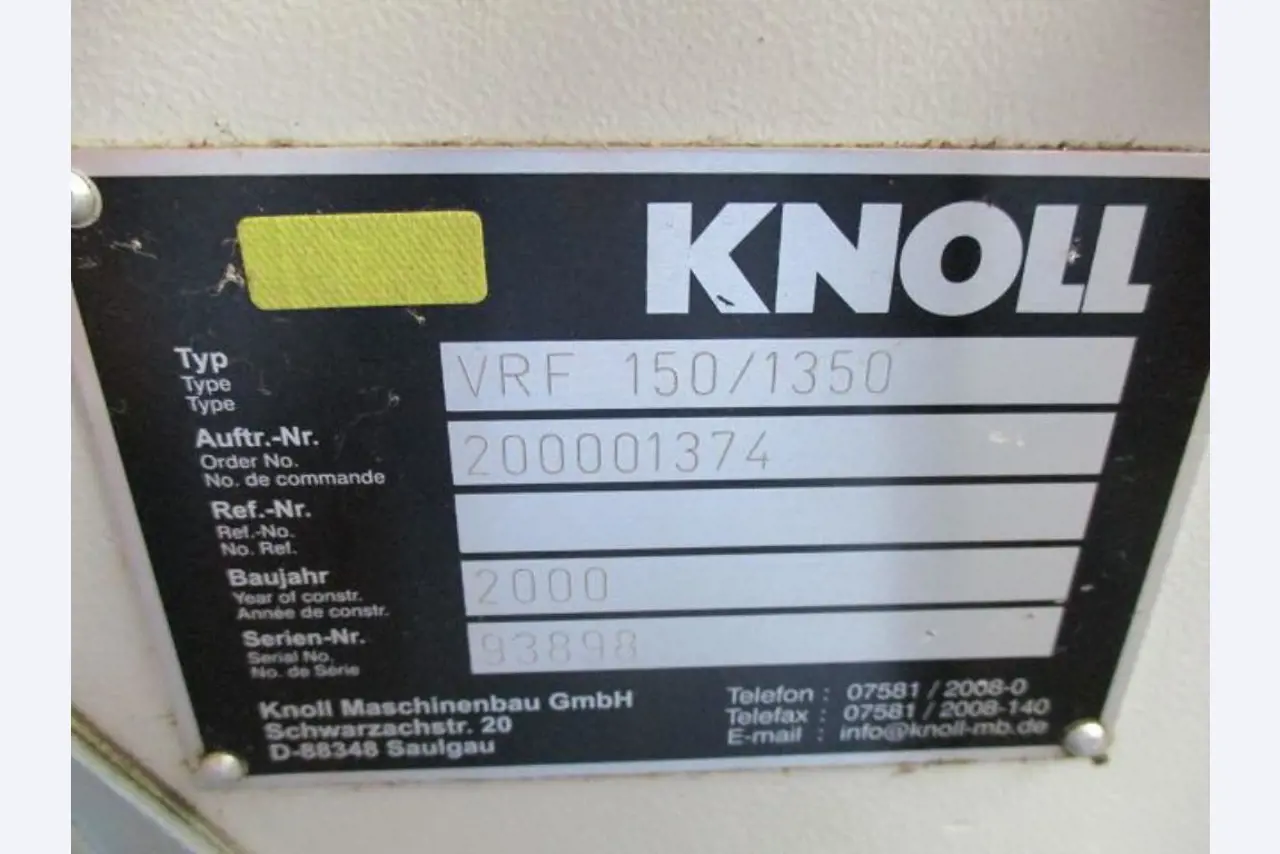 KNOLL
Typ VRF 150/1350
Type
Type
Auftr.-Nr. 200001374
Order No.
No. de commande
Ref.-Nr.
Ref.-No.
No. Ref.
Baujahr 2000
Year of constr.
Année de constr.
Serien-Nr. 93898
Serial No.
No. de Série
Knoll Maschinenbau GmbH
Schwarzachstr. 20
D-88348 Saulgau
Telefon : 07581 / 2008-0
Telefax : 07581 / 2008-140
E-mail : info@knoll-mb.de